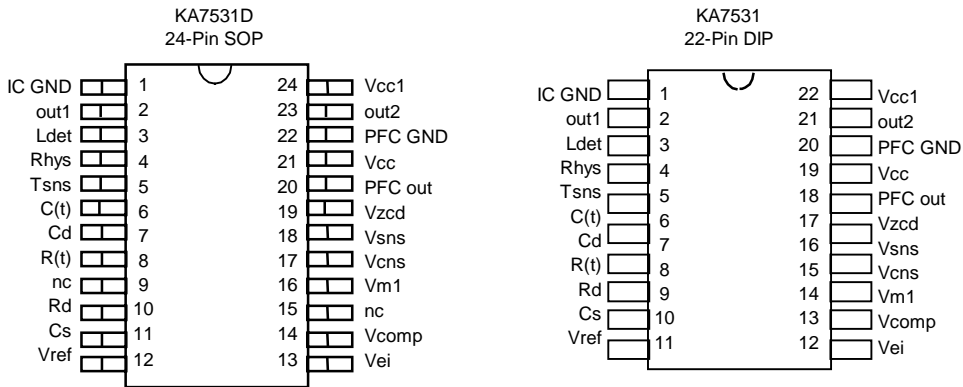 KA7531D
24-Pin SOP
IC GND 1 24 Vcc1
out1 2 23 out2
Ldet 3 22 PFC GND
Rhys 4 21 Vcc
Tsns 5 20 PFC out
C(t) 6 19 Vzcd
Cd 7 18 Vsns
R(t) 8 17 Vcns
nc 9 16 Vm1
Rd 10 15 nc
Cs 11 14 Vcomp
Vref 12 13 Vei
KA7531
22-Pin DIP
IC GND 1 22 Vcc1
out1 2 21 out2
Ldet 3 20 PFC GND
Rhys 4 19 Vcc
Tsns 5 18 PFC out
C(t) 6 17 Vzcd
Cd 7 16 Vsns
R(t) 8 15 Vcns
Rd 9 14 Vm1
Cs 10 13 Vcomp
Vref 11 12 Vei